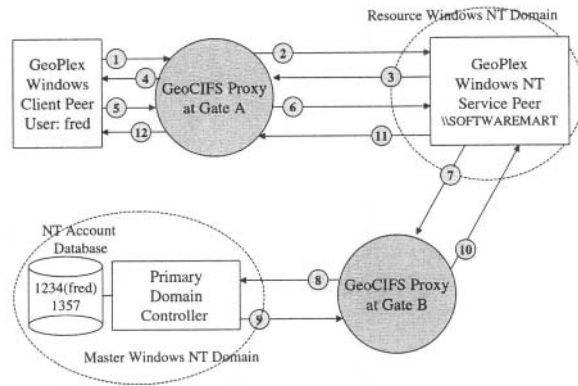 Resource Windows NT Domain
GeoPlex
Windows
Client Peer
User: fred
1
4
5
12
GeoCIFS Proxy
at Gate A
2
3
6
11
GeoPlex
Windows NT
Service Peer
\\SOFTWAREMART
7
10
NT Account
Database
1234(fred)
1357
Primary
Domain
Controller
8
9
GeoCIFS Proxy
at Gate B
Master Windows NT Domain